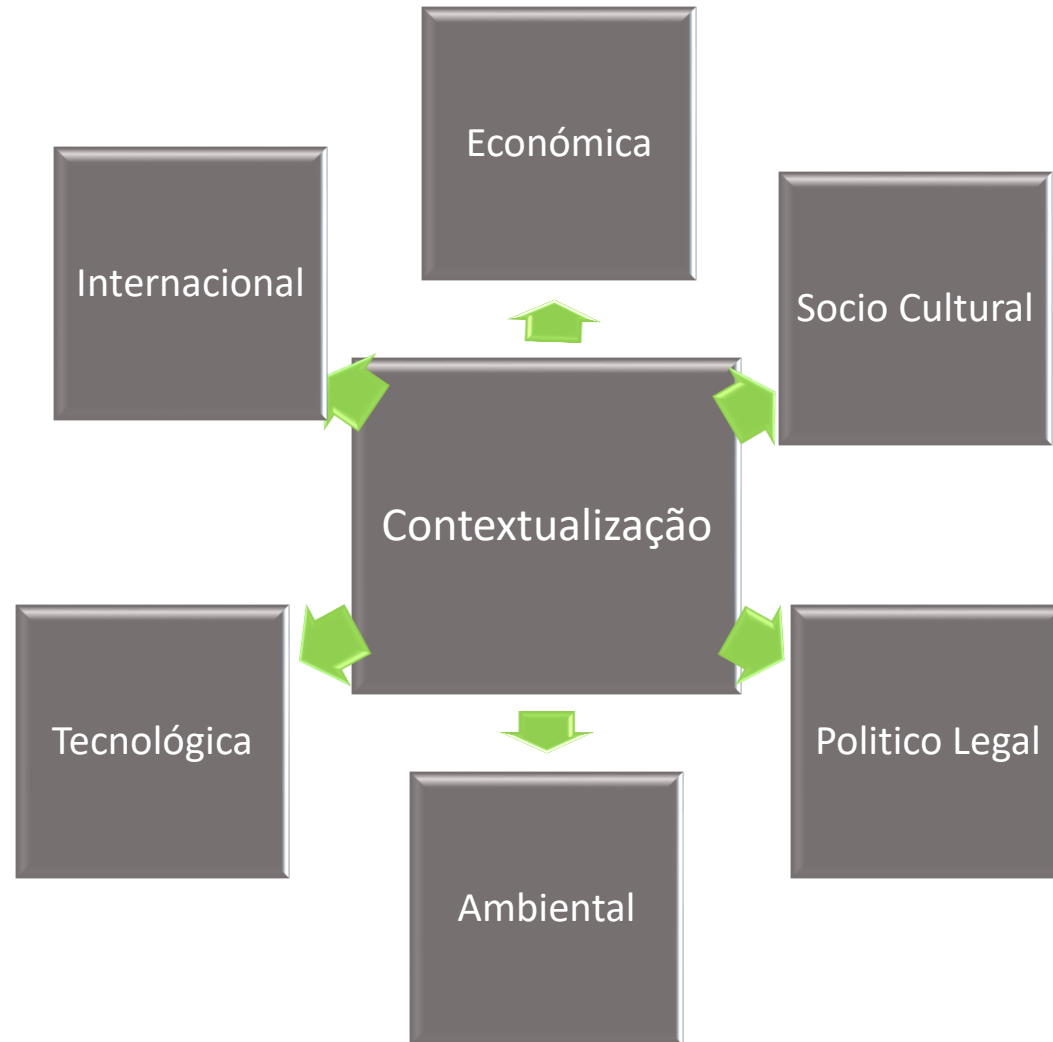 Económica
Internacional
Socio Cultural
Contextualização
Tecnológica
Politico Legal
Ambiental